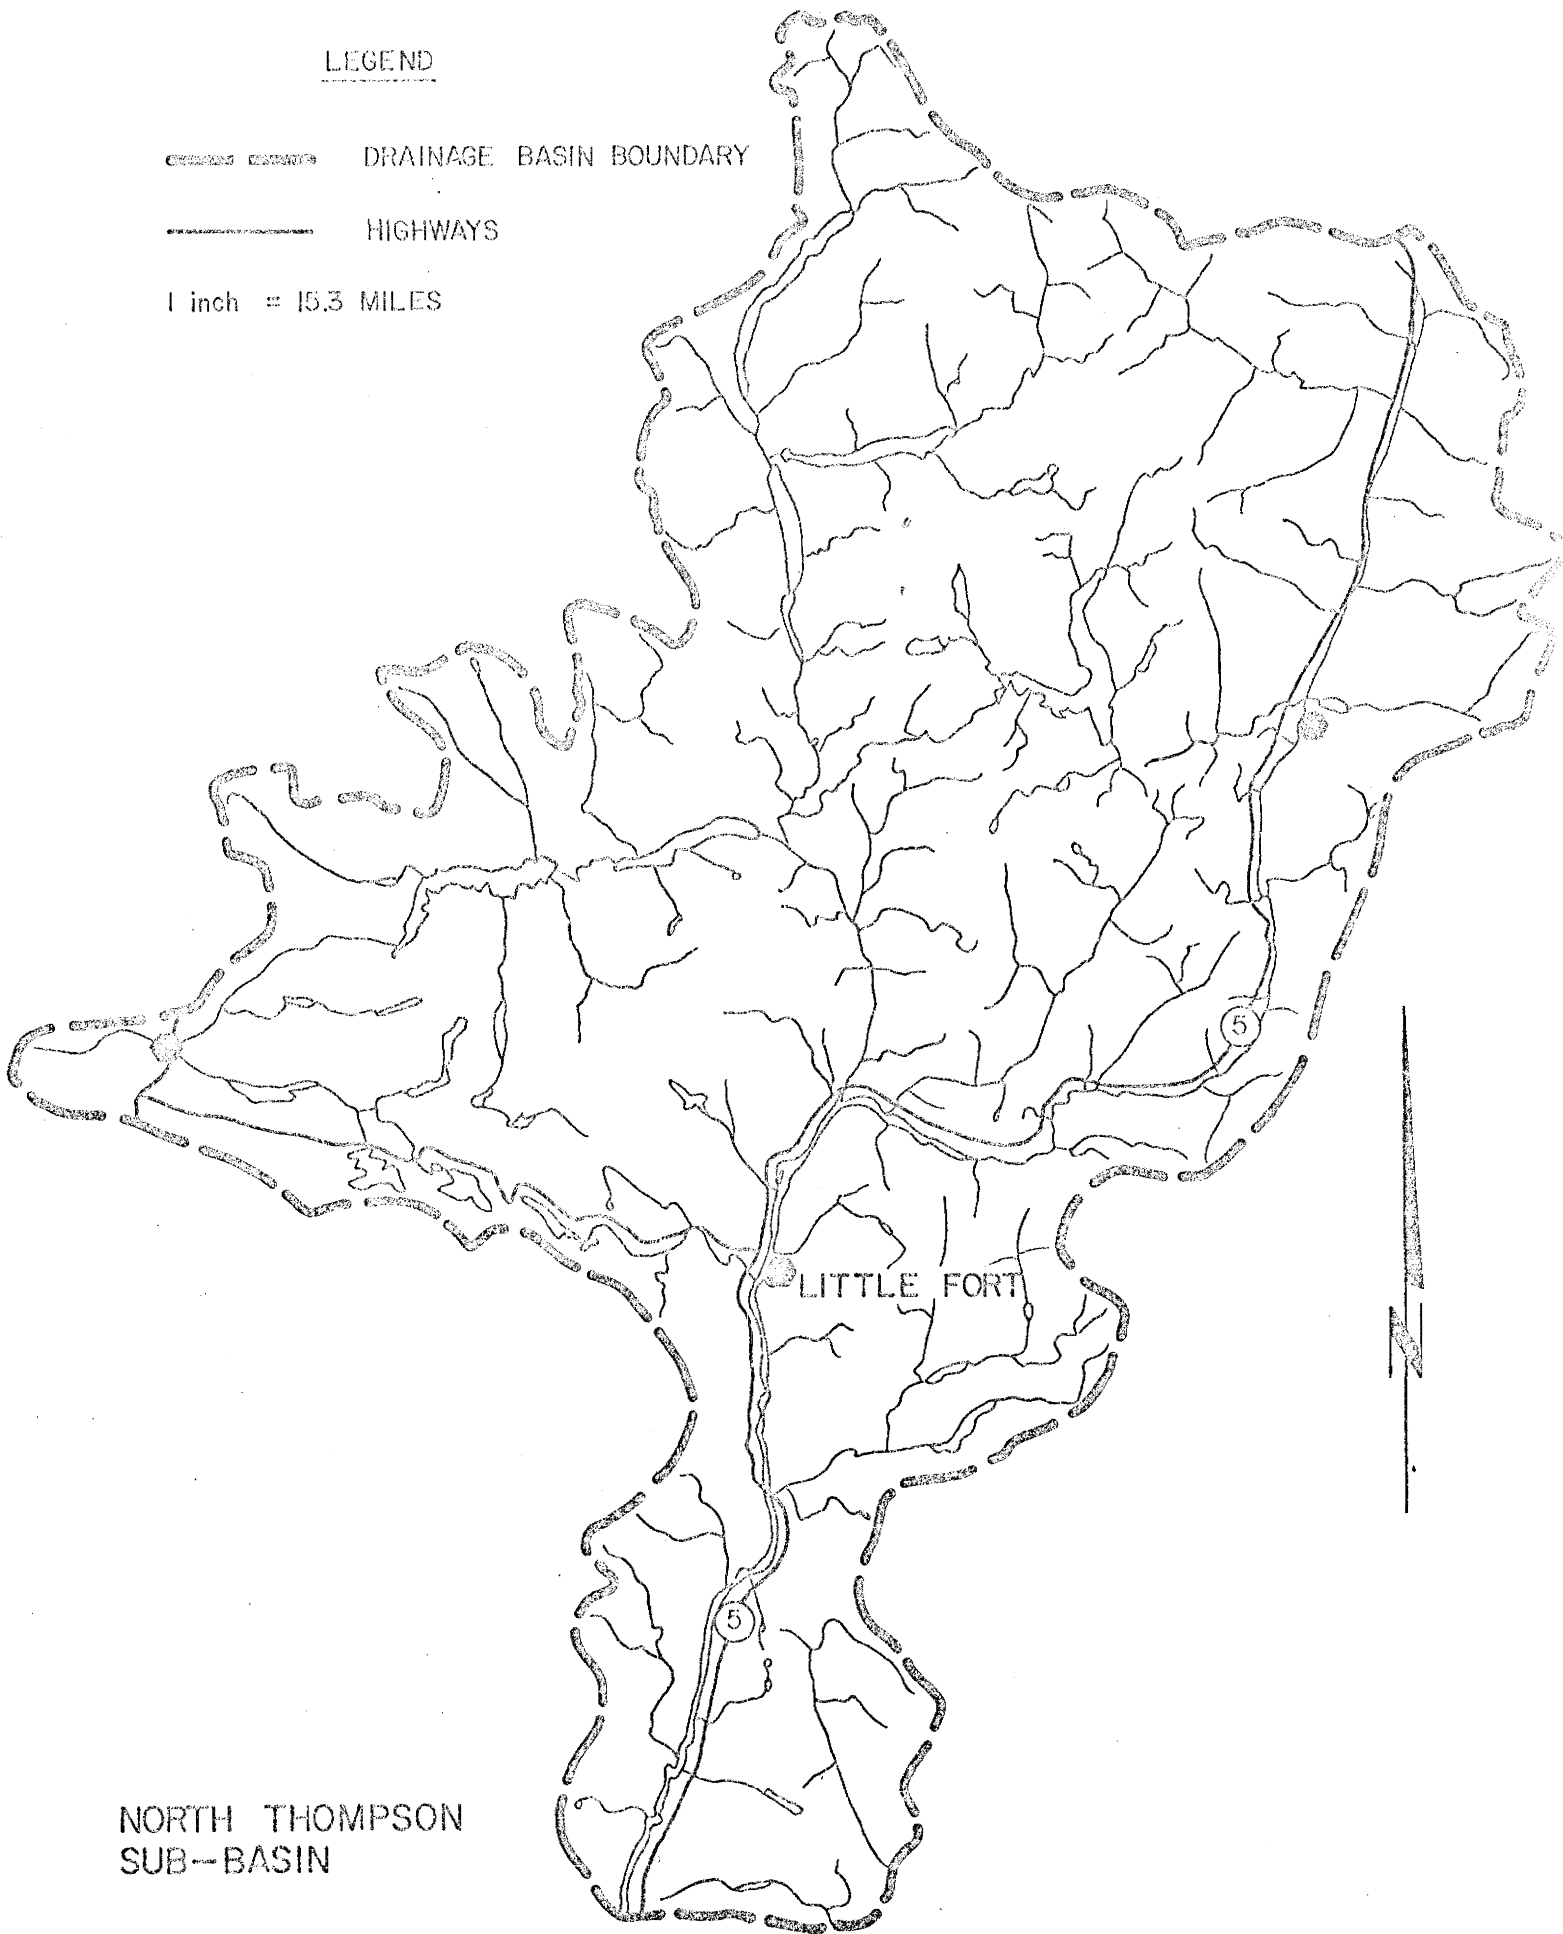 LEGEND
DRAINAGE BASIN BOUNDARY
HIGHWAYS
1 inch = 15.3 MILES
5
N
LITTLE FORT
5
NORTH THOMPSON
SUB-BASIN